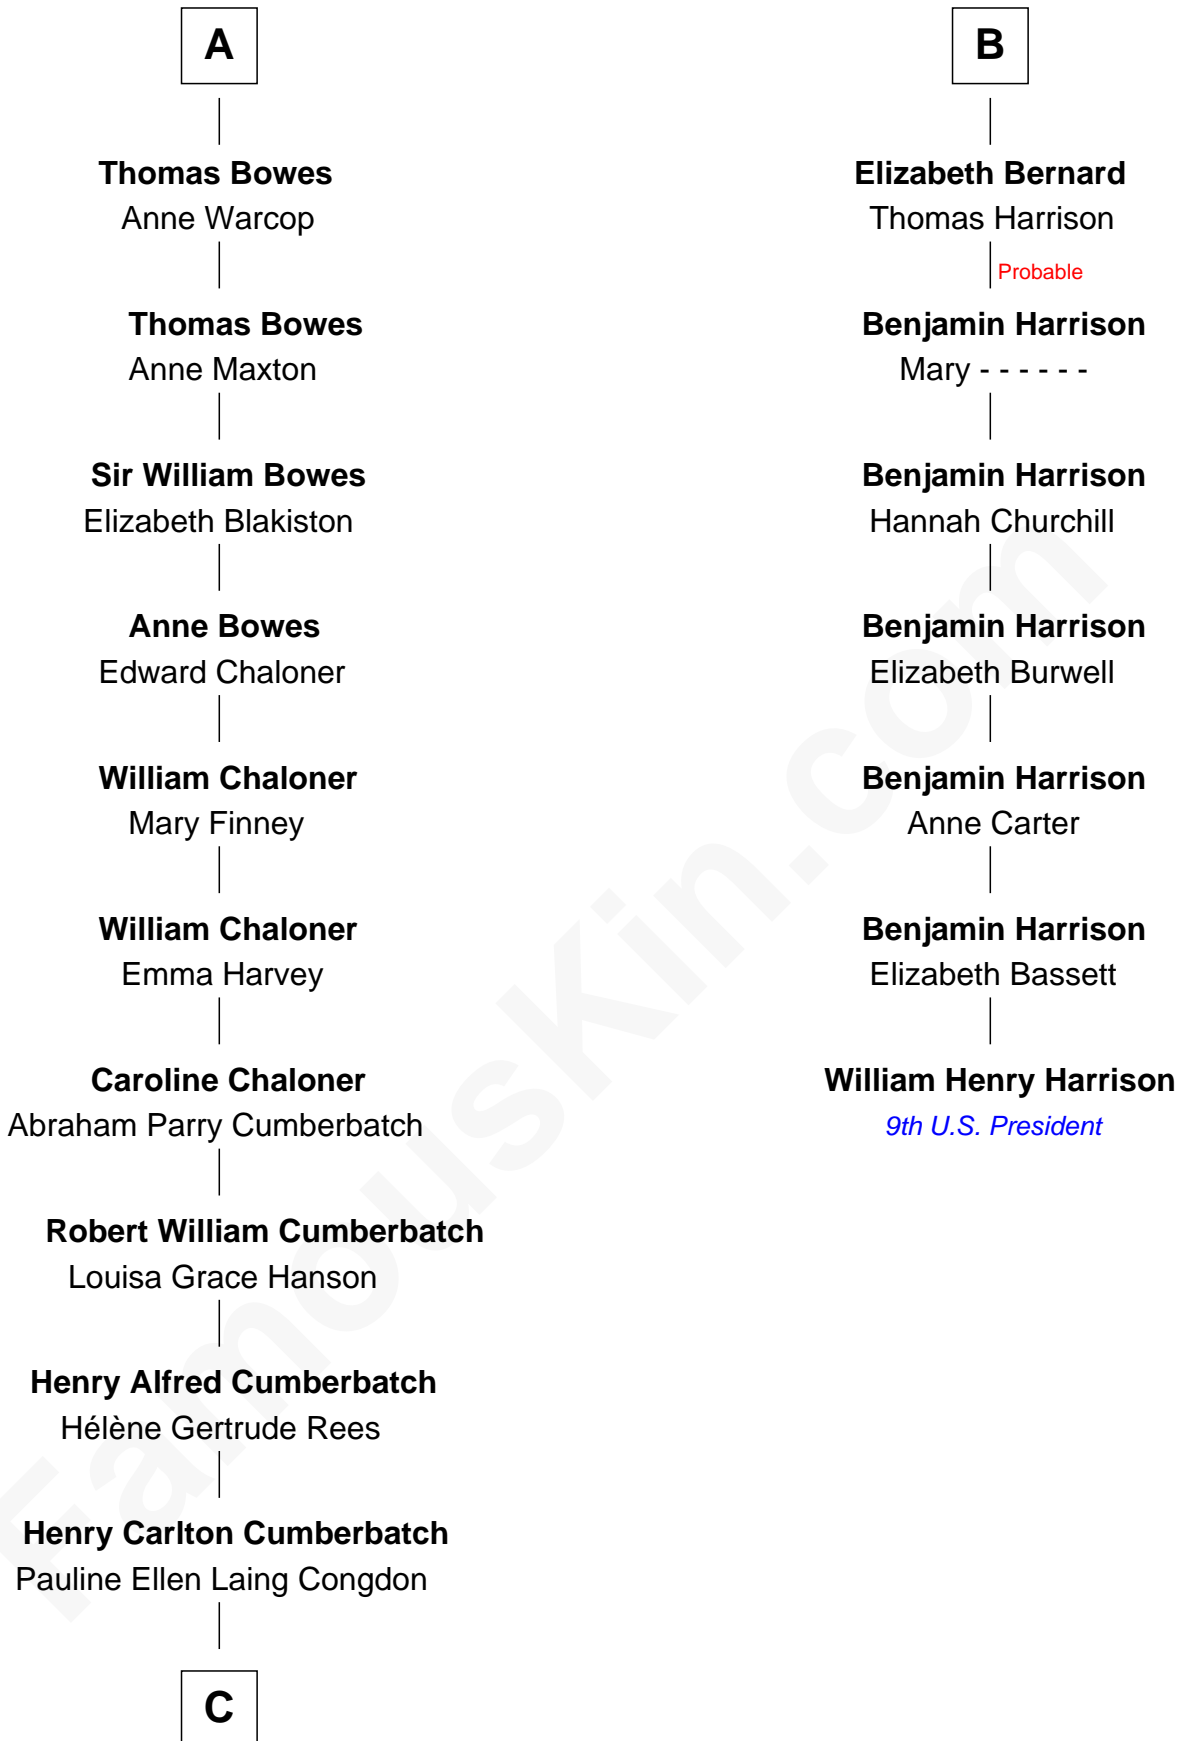 A
Thomas Bowes
Anne Warcop
Thomas Bowes
Anne Maxton
Sir William Bowes
Elizabeth Blakiston
Anne Bowes
Edward Chaloner
William Chaloner
Mary Finney
William Chaloner
Emma Harvey
Caroline Chaloner
Abraham Parry Cumberbatch
Robert William Cumberbatch
Louisa Grace Hanson
Henry Alfred Cumberbatch
Hélène Gertrude Rees
Henry Carlton Cumberbatch
Pauline Ellen Laing Congdon
C
B
Elizabeth Bernard
Thomas Harrison
Probable
Benjamin Harrison
Mary - - - - - -
Benjamin Harrison
Hannah Churchill
Benjamin Harrison
Elizabeth Burwell
Benjamin Harrison
Anne Carter
Benjamin Harrison
Elizabeth Bassett
William Henry Harrison
9th U.S. President
FamousKin.com